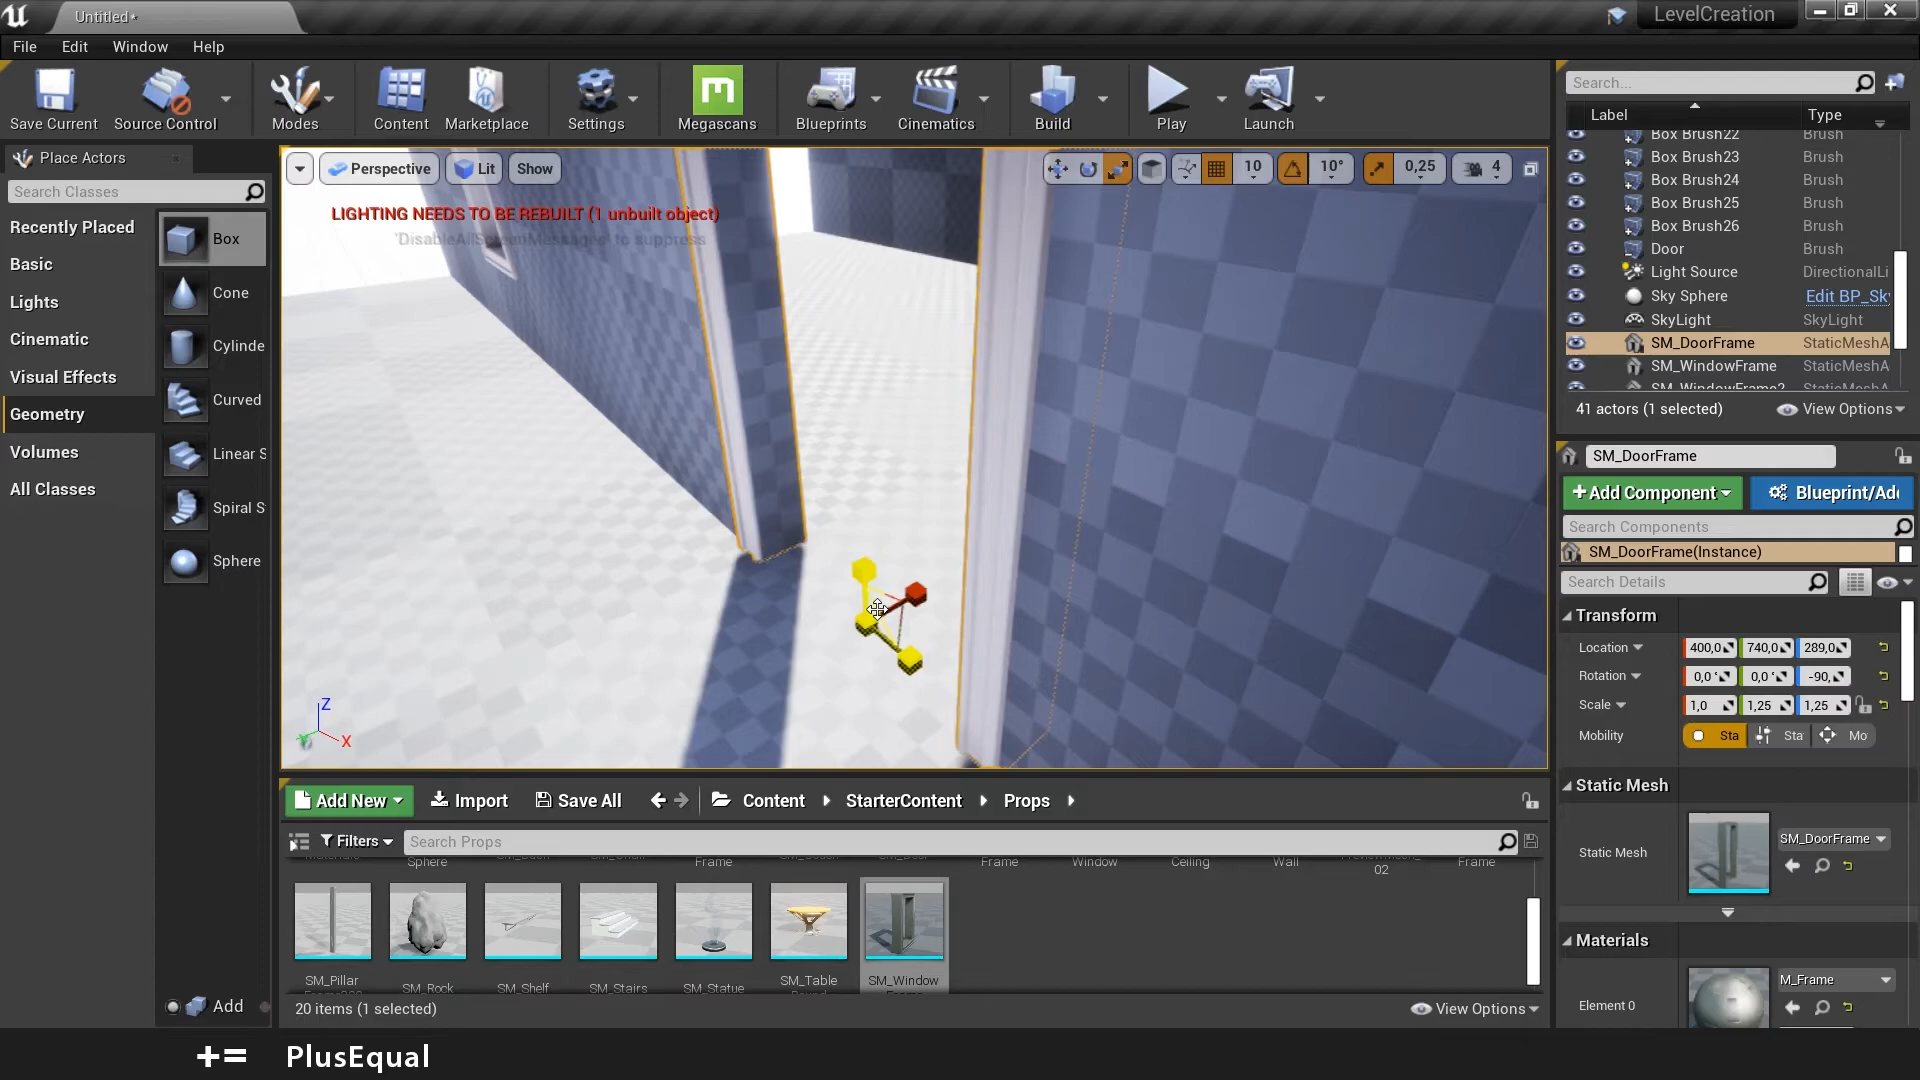 Untitled*
LevelCreation
File Edit Window Help
Save Current Source Control Modes Content Marketplace Settings Megascans Blueprints Cinematics Build Play Launch
Place Actors
Search Classes
Recently Placed
Basic
Lights
Cinematic
Visual Effects
Geometry
Volumes
All Classes
Box
Cone
Cylinde
Curved
Linear S
Spiral S
Sphere
Add
Perspective Lit Show
10 10° 0,25 4
LIGHTING NEEDS TO BE REBUILT (1 unbuilt object)
'DisableAllScreenMessages' to suppress
Z
X
Y
Search...
Label Type
Box Brush22 Brush
Box Brush23 Brush
Box Brush24 Brush
Box Brush25 Brush
Box Brush26 Brush
Door Brush
Light Source DirectionalLi
Sky Sphere Edit BP_Sk
SkyLight SkyLight
SM_DoorFrame StaticMeshA
SM_WindowFrame StaticMeshA
SM_WindowFrame2 StaticMeshA
41 actors (1 selected) View Options
SM_DoorFrame
+Add Component Blueprint/Add
Search Components
SM_DoorFrame(Instance)
Search Details
Transform
Location 400,0 740,0 289,0
Rotation 0,0 ° 0,0 ° -90,
Scale 1,0 1,25 1,25
Mobility Sta Sta Mo
Static Mesh
Static Mesh SM_DoorFrame
Materials
Element 0 M_Frame
Add New Import Save All Content StarterContent Props
Filters Search Props
Sphere Frame Frame Window Ceiling Wall Frame
02
SM_Pillar SM_Rock SM_Shelf SM_Stairs SM_Statue SM_Table SM_Window
20 items (1 selected) View Options
+= PlusEqual